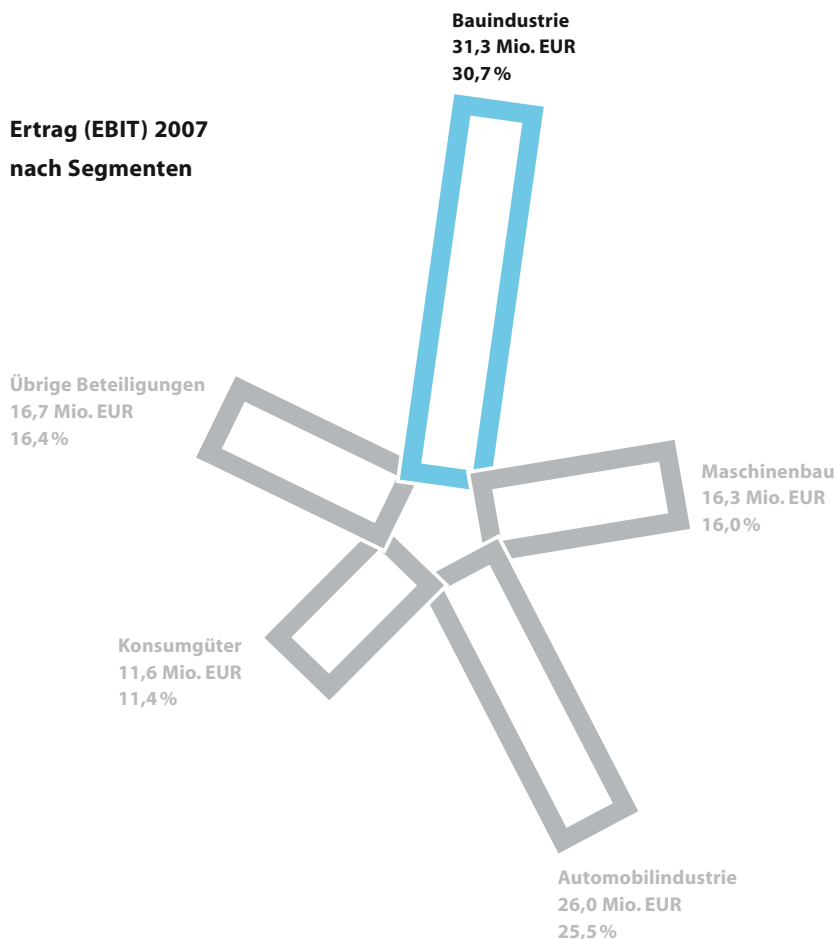 Bauindustrie
31,3 Mio. EUR
30,7 %
Ertrag (EBIT) 2007
nach Segmenten
Übrige Beteiligungen
16,7 Mio. EUR
16,4 %
Maschinenbau
16,3 Mio. EUR
16,0 %
Konsumgüter
11,6 Mio. EUR
11,4 %
Automobilindustrie
26,0 Mio. EUR
25,5 %